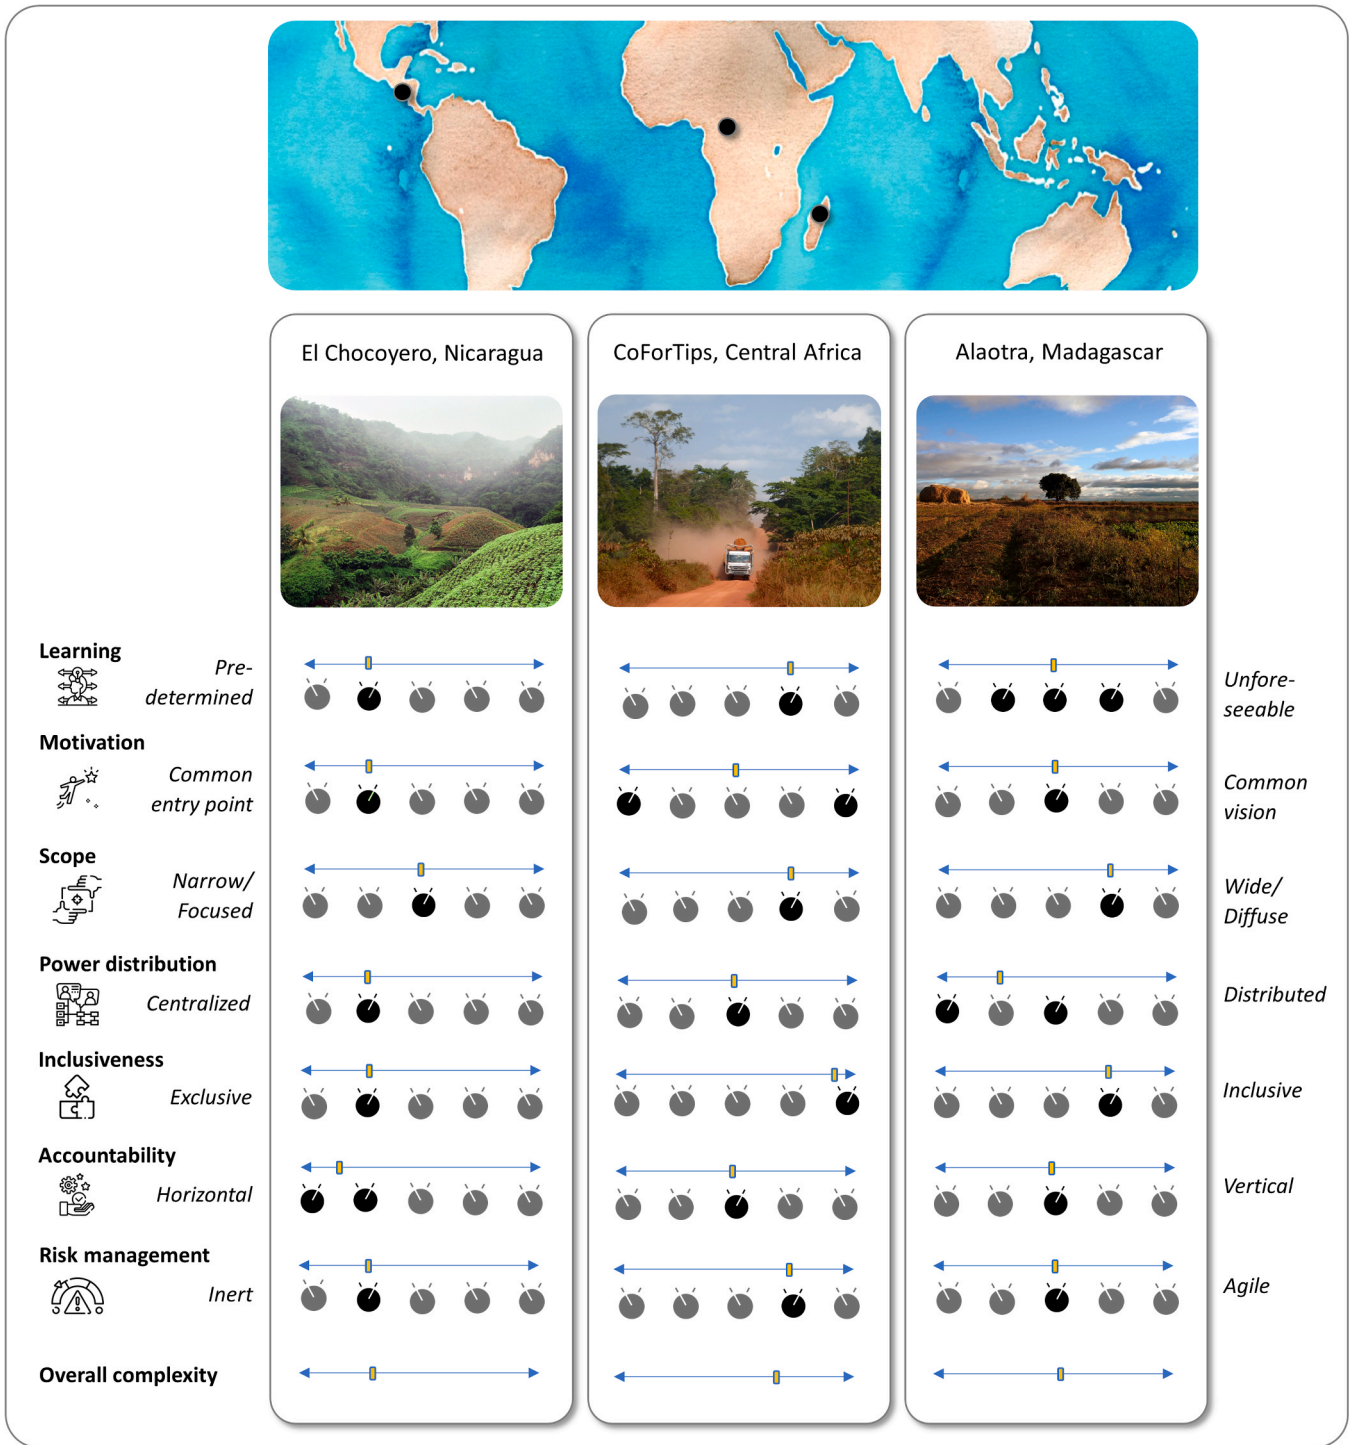 El Chocoyero, Nicaragua
CoForTips, Central Africa
Alaotra, Madagascar
Learning
Pre-
determined
Unfore-
seeable
Motivation
Common
entry point
Common
vision
Scope
Narrow/
Focused
Wide/
Diffuse
Power distribution
Centralized
Distributed
Inclusiveness
Exclusive
Inclusive
Accountability
Horizontal
Vertical
Risk management
Inert
Agile
Overall complexity